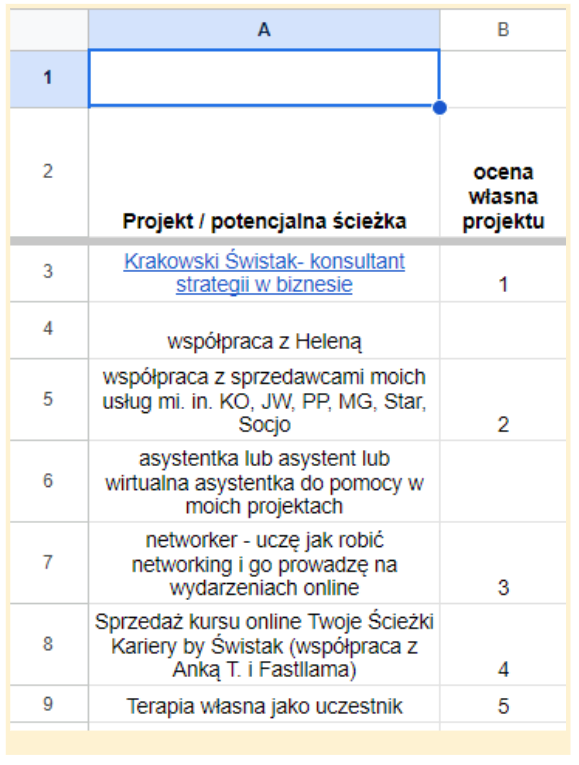 A B
1
2 Projekt / potencjalna ścieżka ocena
własna
projektu
3 Krakowski Świstak- konsultant
strategii w biznesie 1
4 współpraca z Heleną
5 współpraca z sprzedawcami moich
usług mi. in. KO, JW, PP, MG, Star,
Socjo 2
6 asystentka lub asystent lub
wirtualna asystentka do pomocy w
moich projektach
7 networker - uczę jak robić
networking i go prowadzę na
wydarzeniach online 3
8 Sprzedaż kursu online Twoje Ścieżki
Kariery by Świstak (współpraca z
Anką T. i Fastllama) 4
9 Terapia własna jako uczestnik 5